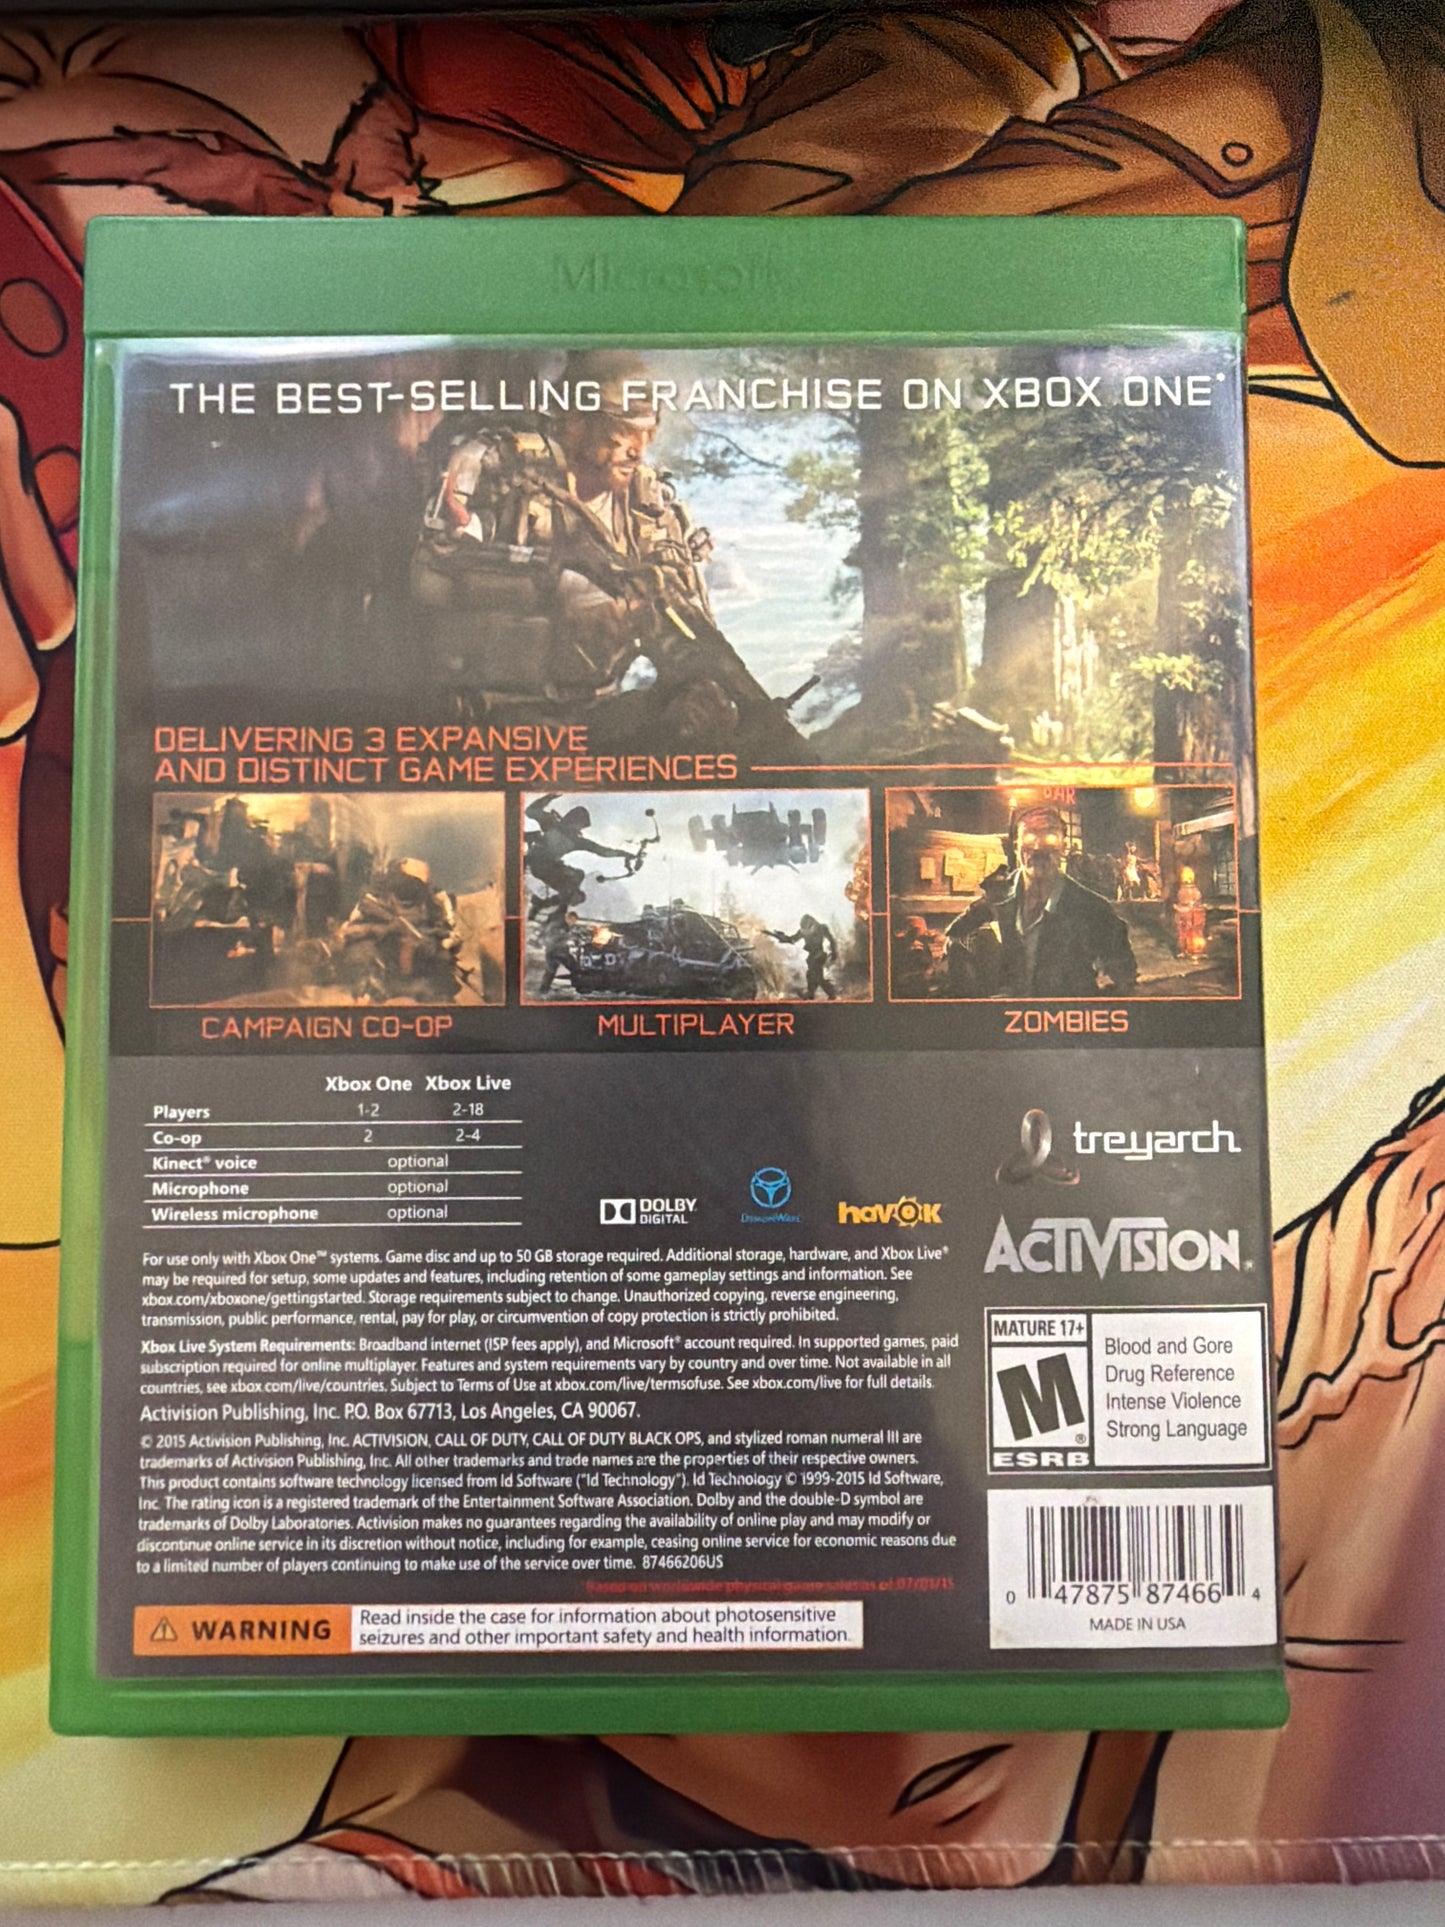 Microsoft
THE BEST-SELLING FRANCHISE ON XBOX ONE*
DELIVERING 3 EXPANSIVE
AND DISTINCT GAME EXPERIENCES
BAR
CAMPAIGN CO-OP
MULTIPLAYER
ZOMBIES
Xbox One Xbox Live
Players 1-2 2-18
Co-op 2 2-4
Kinect® voice optional
Microphone optional
Wireless microphone optional
DOLBY
DIGITAL
DemonWare
havok
treyarch
ACTIVISION.
For use only with Xbox One™ systems. Game disc and up to 50 GB storage required. Additional storage, hardware, and Xbox Live®
may be required for setup, some updates and features, including retention of some gameplay settings and information. See
xbox.com/xboxone/gettingstarted. Storage requirements subject to change. Unauthorized copying, reverse engineering,
transmission, public performance, rental, pay for play, or circumvention of copy protection is strictly prohibited.
Xbox Live System Requirements: Broadband internet (ISP fees apply), and Microsoft® account required. In supported games, paid
subscription required for online multiplayer. Features and system requirements vary by country and over time. Not available in all
countries, see xbox.com/live/countries. Subject to Terms of Use at xbox.com/live/termsofuse. See xbox.com/live for full details.
Activision Publishing, Inc. P.O. Box 67713, Los Angeles, CA 90067.
© 2015 Activision Publishing, Inc. ACTIVISION, CALL OF DUTY, CALL OF DUTY BLACK OPS, and stylized roman numeral III are
trademarks of Activision Publishing, Inc. All other trademarks and trade names are the properties of their respective owners.
This product contains software technology licensed from Id Software ("Id Technology"). Id Technology © 1999-2015 Id Software,
Inc. The rating icon is a registered trademark of the Entertainment Software Association. Dolby and the double-D symbol are
trademarks of Dolby Laboratories. Activision makes no guarantees regarding the availability of online play and may modify or
discontinue online service in its discretion without notice, including for example, ceasing online service for economic reasons due
to a limited number of players continuing to make use of the service over time. 87466206US
*Based on worldwide physical game sales as of 07/01/15
WARNING
Read inside the case for information about photosensitive
seizures and other important safety and health information.
MATURE 17+
M
®
ESRB
Blood and Gore
Drug Reference
Intense Violence
Strong Language
0 47875 87466 4
MADE IN USA